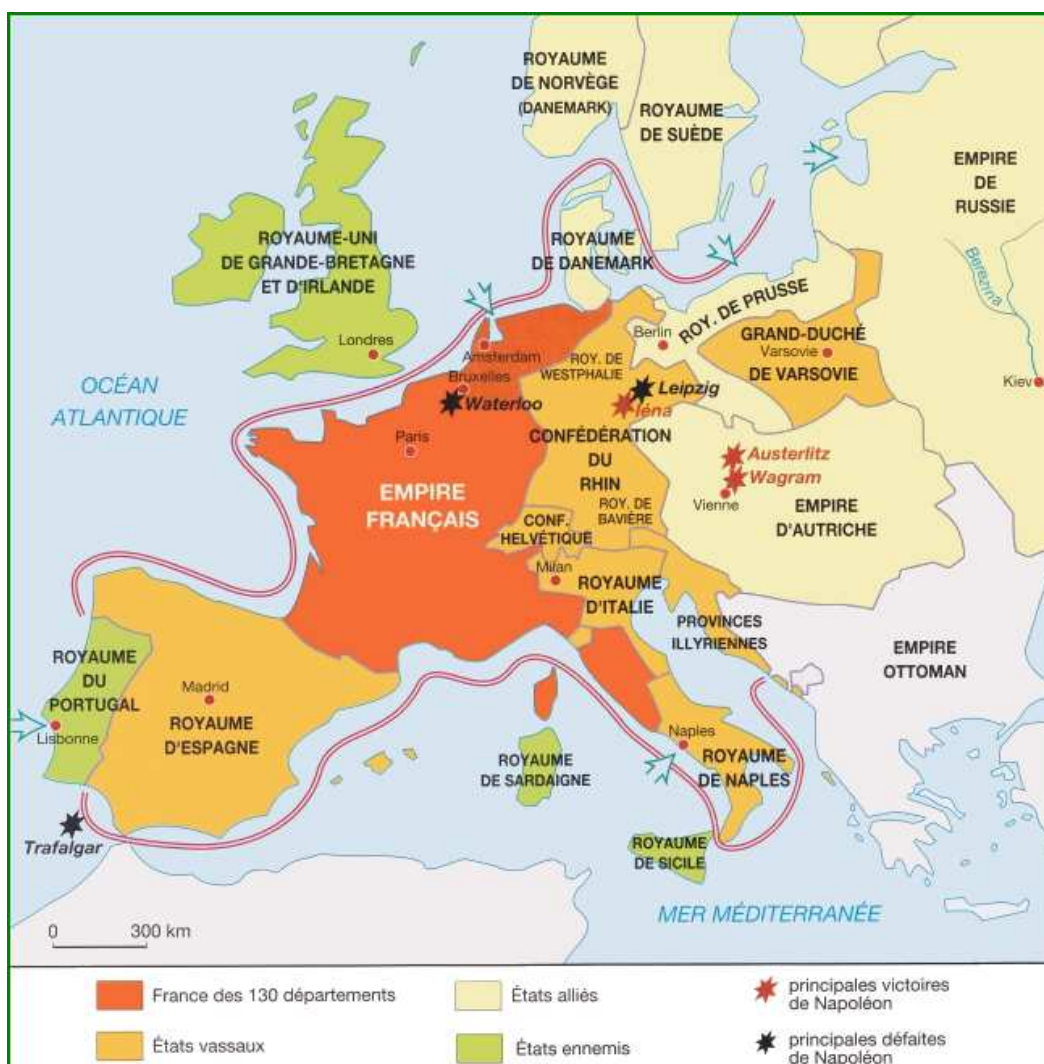 ROYAUME
DE NORVÈGE
(DANEMARK)
ROYAUME
DE SUÈDE
EMPIRE
DE
RUSSIE
ROYAUME-UNI
DE GRANDE-BRETAGNE
ET D'IRLANDE
ROYAUME
DE DANEMARK
Berezina
Londres
OCÉAN
ATLANTIQUE
Amsterdam
Bruxelles
Waterloo
Paris
EMPIRE
FRANÇAIS
ROY. DE
WESTPHALIE
Berlin
ROY. DE PRUSSE
GRAND-DUCHÉ
Varsovie
DE VARSOVIE
Kiev
Leipzig
Iéna
CONFÉDÉRATION
DU
RHIN
ROY. DE
BAVIÈRE
Austerlitz
Wagram
Vienne
EMPIRE
D'AUTRICHE
CONF.
HELVÉTIQUE
Milan
ROYAUME
D'ITALIE
PROVINCES
ILLYRIENNES
EMPIRE
OTTOMAN
ROYAUME
DU
PORTUGAL
Lisbonne
Madrid
ROYAUME
D'ESPAGNE
Trafalgar
ROYAUME
DE SARDAIGNE
Naples
ROYAUME
DE NAPLES
ROYAUME
DE SICILE
MER MÉDITERRANÉE
0 300 km
France des 130 départements
États vassaux
États alliés
États ennemis
principales victoires
de Napoléon
principales défaites
de Napoléon